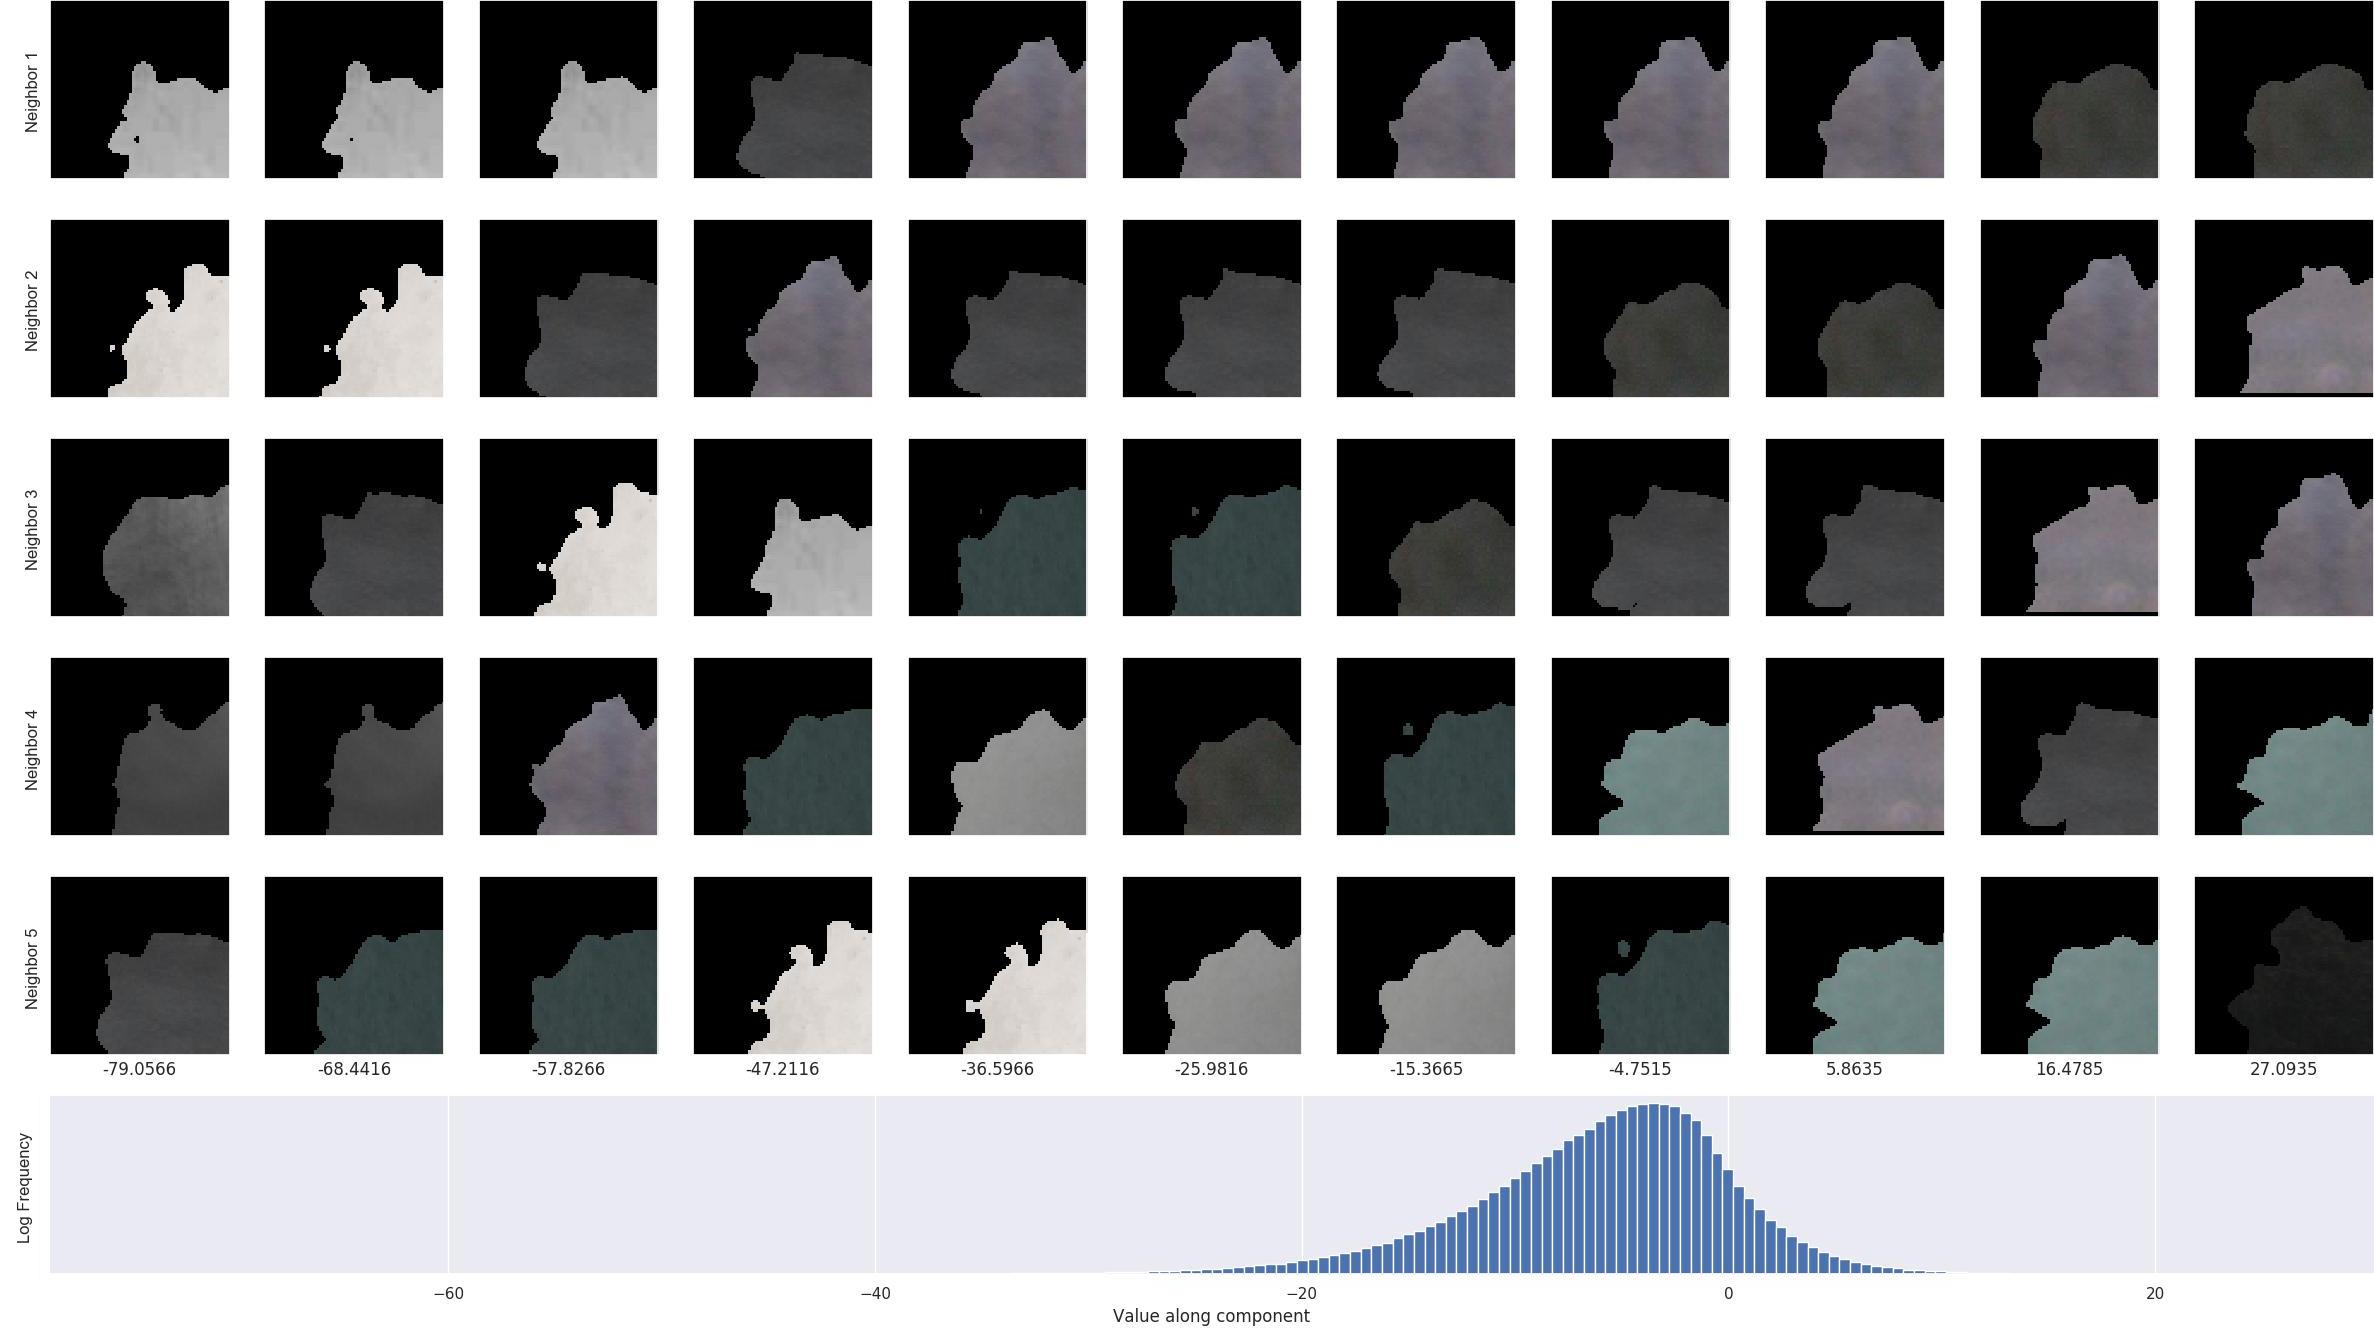 Neighbor 1
Neighbor 2
Neighbor 3
Neighbor 4
Neighbor 5
-79.0566 -68.4416 -57.8266 -47.2116 -36.5966 -25.9816 -15.3665 -4.7515 5.8635 16.4785 27.0935
Log Frequency
−60 −40 −20 0 20
Value along component